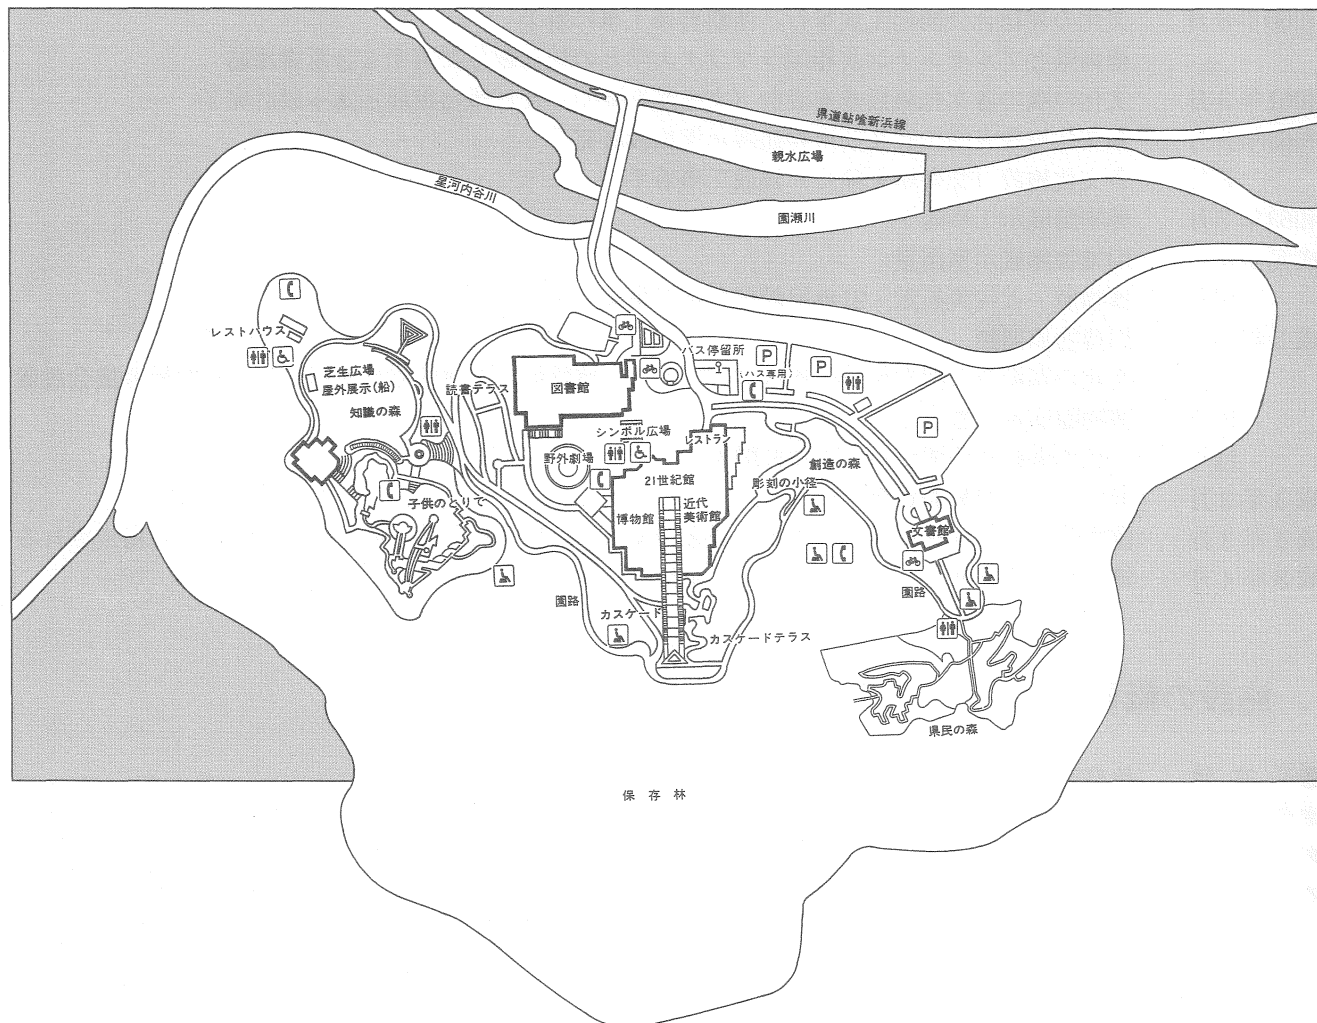 県道鮎喰新浜線
親水広場
星河内谷川
園瀬川
レストハウス
バス停留所
P
P
(バス専用)
芝生広場
屋外展示(船)
知識の森
読書テラス
図書館
シンボル広場
レストラン
P
野外劇場
創造の森
21世紀館
彫刻の小径
子供のとりで
博物館
近代
美術館
文書館
園路
カスケード
園路
カスケードテラス
県民の森
保存林